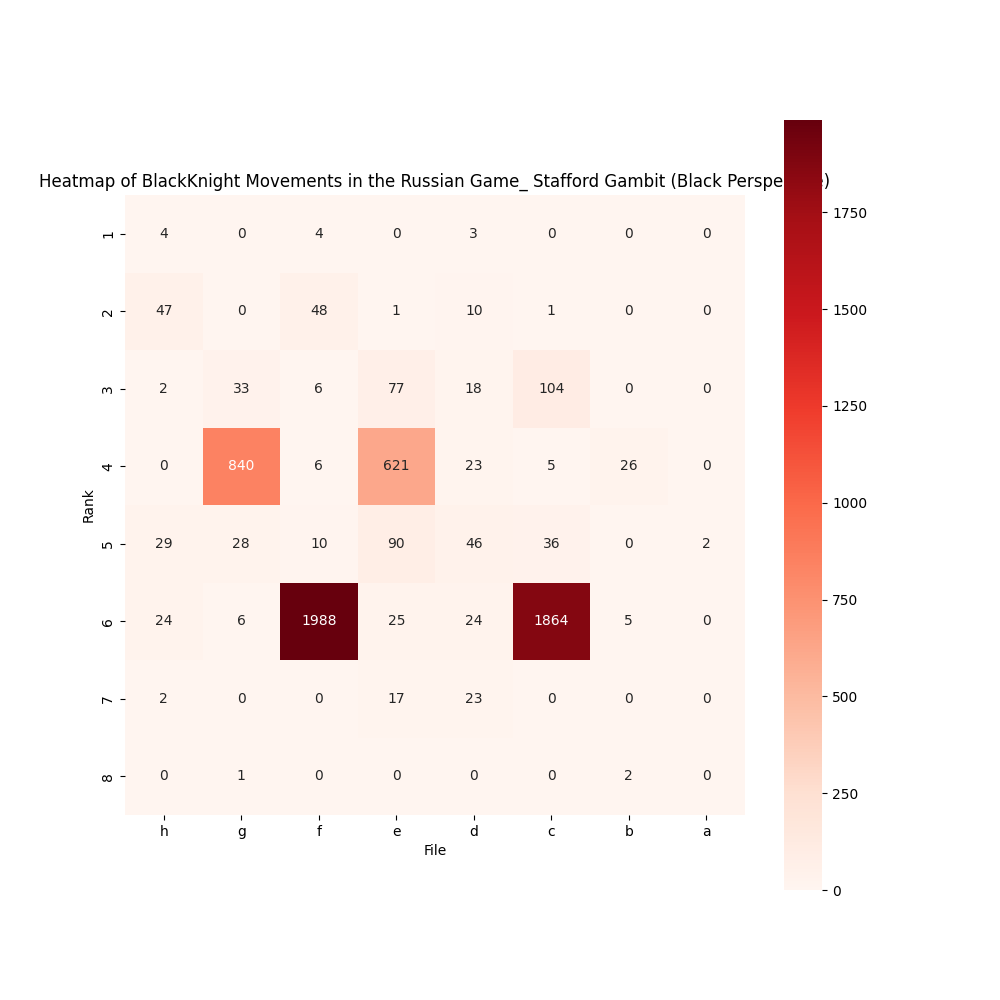 Heatmap of BlackKnight Movements in the Russian Game_ Stafford Gambit (Black Perspe )
1 4 0 4 0 3 0 0 0
2 47 0 48 1 10 1 0 0
3 2 33 6 77 18 104 0 0
4 0 840 6 621 23 5 26 0
5 29 28 10 90 46 36 0 2
6 24 6 1988 25 24 1864 5 0
7 2 0 0 17 23 0 0 0
8 0 1 0 0 0 0 2 0
h g f e d c b a
File
Rank
1750
1500
1250
1000
750
500
250
0